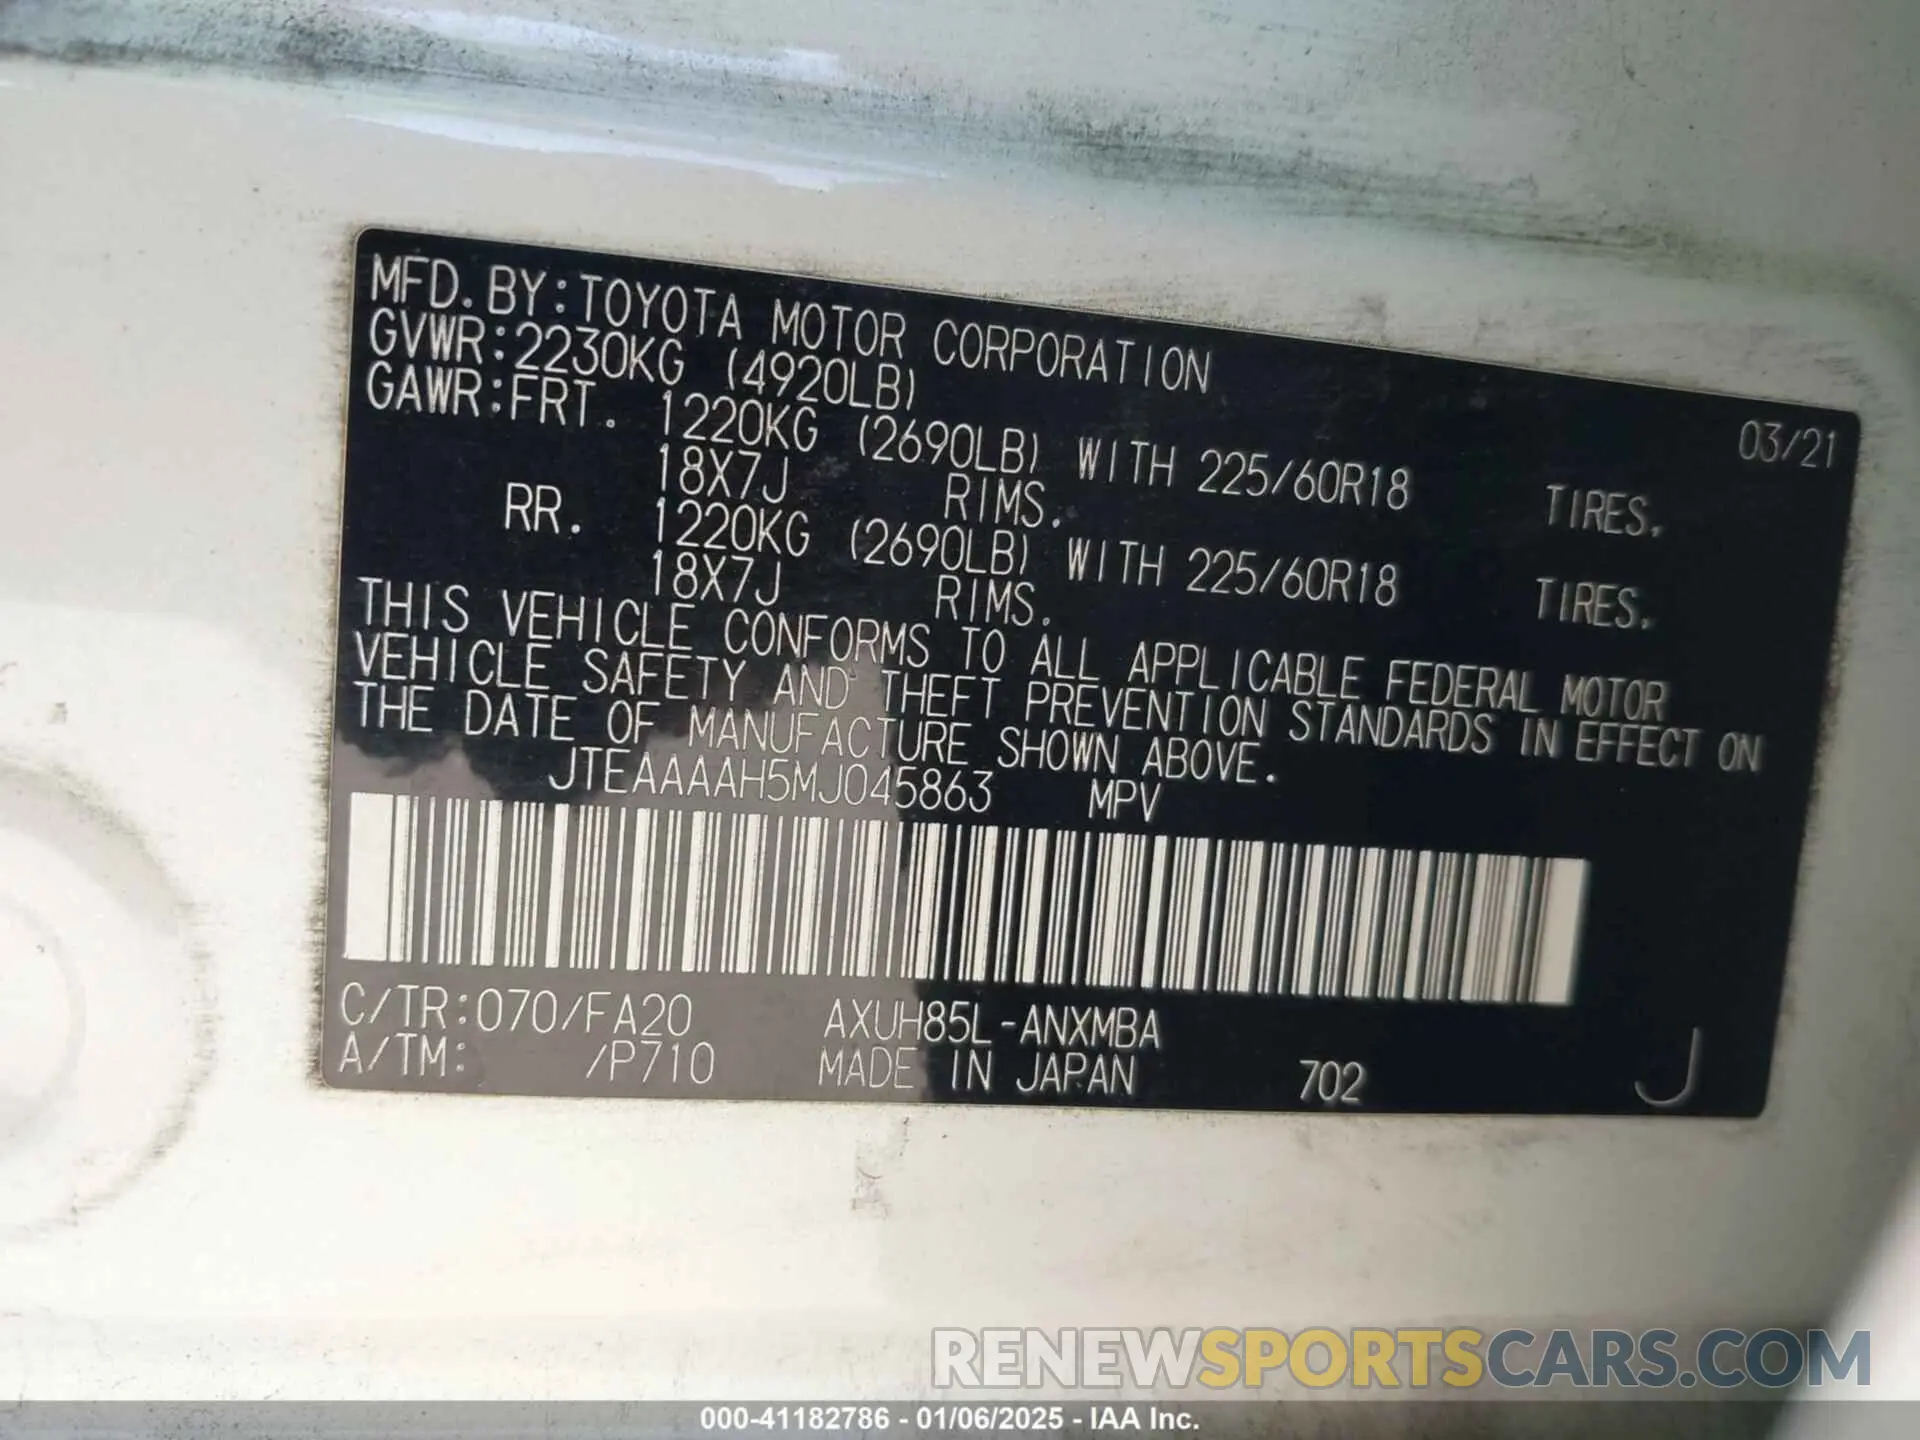 MFD. BY: TOYOTA MOTOR CORPORATION 03/21
GVWR: 2230KG (4920LB)
GAWR: FRT. 1220KG (2690LB) WITH 225/60R18 TIRES,
18X7J RIMS.
RR. 1220KG (2690LB) WITH 225/60R18 TIRES,
18X7J RIMS.
THIS VEHICLE CONFORMS TO ALL APPLICABLE FEDERAL MOTOR
VEHICLE SAFETY AND THEFT PREVENTION STANDARDS IN EFFECT ON
THE DATE OF MANUFACTURE SHOWN ABOVE.
JTEAAAAH5MJ045863 MPV
C/TR: 070/FA20 AXUH85L-ANXMBA
A/TM: /P710 MADE IN JAPAN 702 J
RENEWSPORTSCARS.COM
000-41182786 - 01/06/2025 - IAA Inc.